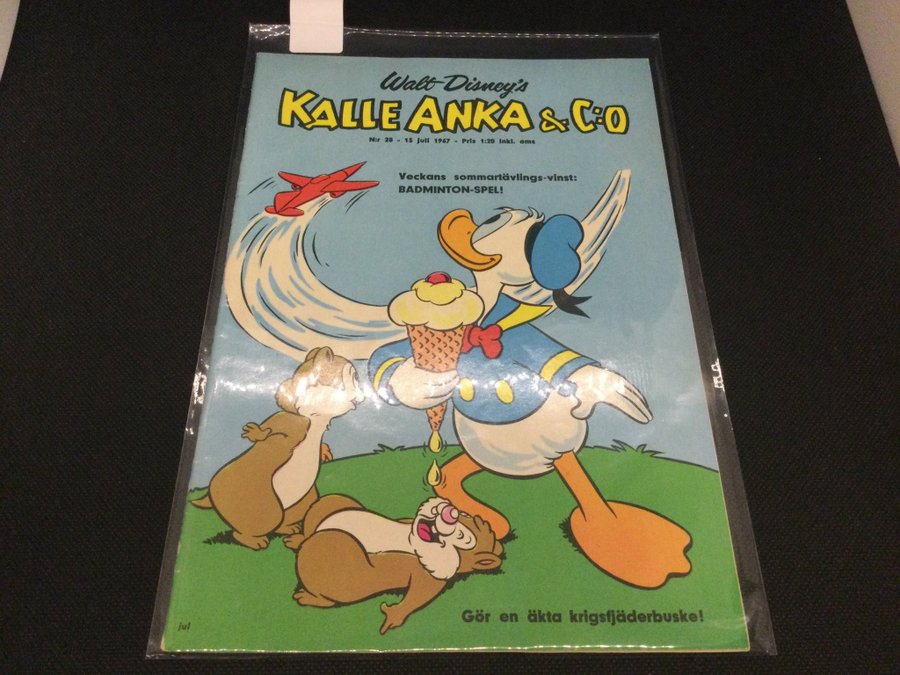 Walt Disney's
KALLE ANKA & C:O
N:r 28 - 15 juli 1967 - Pris 1:20 inkl. oms
Veckans sommartävlings-vinst:
BADMINTON-SPEL!
Gör en äkta krigsfjäderbuske!
jul